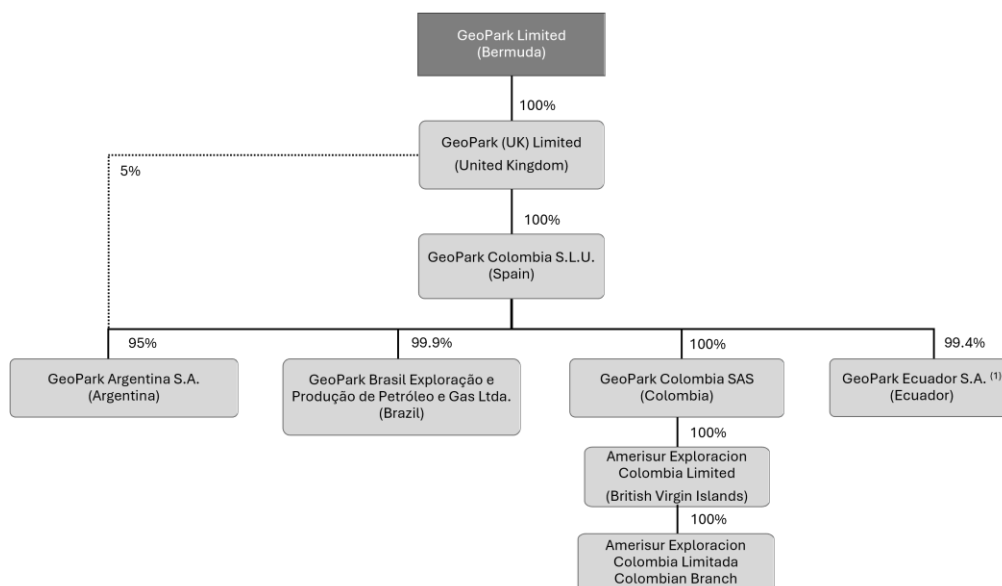 GeoPark Limited
(Bermuda)
100%
GeoPark (UK) Limited
(United Kingdom)
5%
100%
GeoPark Colombia S.L.U.
(Spain)
95%
99.9%
100%
99.4%
GeoPark Argentina S.A.
(Argentina)
GeoPark Brasil Exploração e
Produção de Petróleo e Gas Ltda.
(Brazil)
GeoPark Colombia SAS
(Colombia)
GeoPark Ecuador S.A. (1)
(Ecuador)
100%
Amerisur Exploracion
Colombia Limited
(British Virgin Islands)
100%
Amerisur Exploracion
Colombia Limitada
Colombian Branch